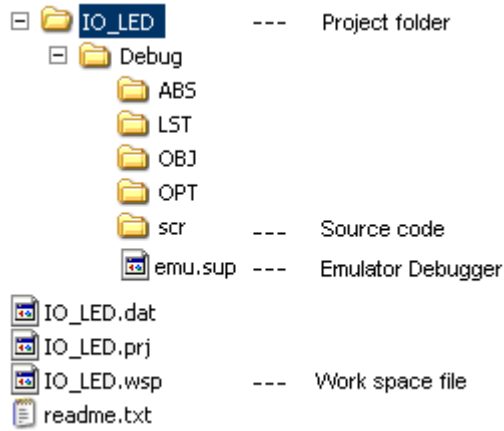 IO_LED --- Project folder
Debug
ABS
LST
OBJ
OPT
scr --- Source code
emu.sup --- Emulator Debugger
IO_LED.dat
IO_LED.prj
IO_LED.wsp --- Work space file
readme.txt